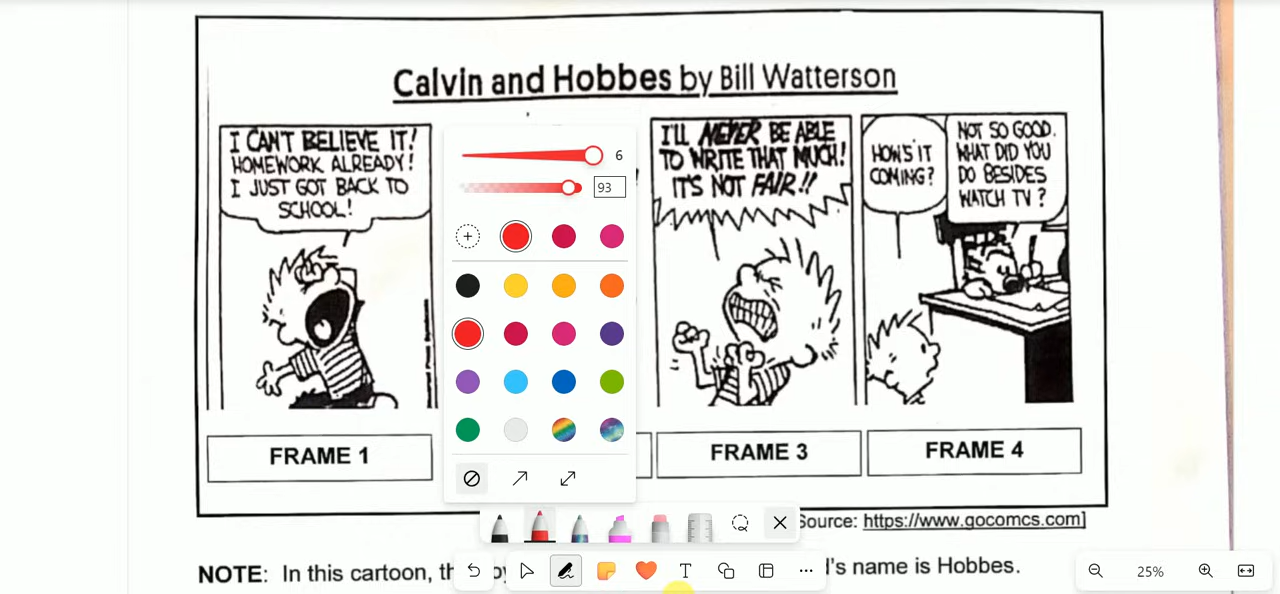 Calvin and Hobbes by Bill Watterson
I CAN'T BELIEVE IT!
HOMEWORK ALREADY!
I JUST GOT BACK TO
SCHOOL!
6
93
I'LL NEVER BE ABLE
TO WRITE THAT MUCH!
IT'S NOT FAIR!!
HOW'S IT
COMING?
NOT SO GOOD.
WHAT DID YOU
DO BESIDES
WATCH TV?
FRAME 1
FRAME 3
FRAME 4
Source: https://www.gocomcs.com]
NOTE: In this cartoon, th
d's name is Hobbes.
25%